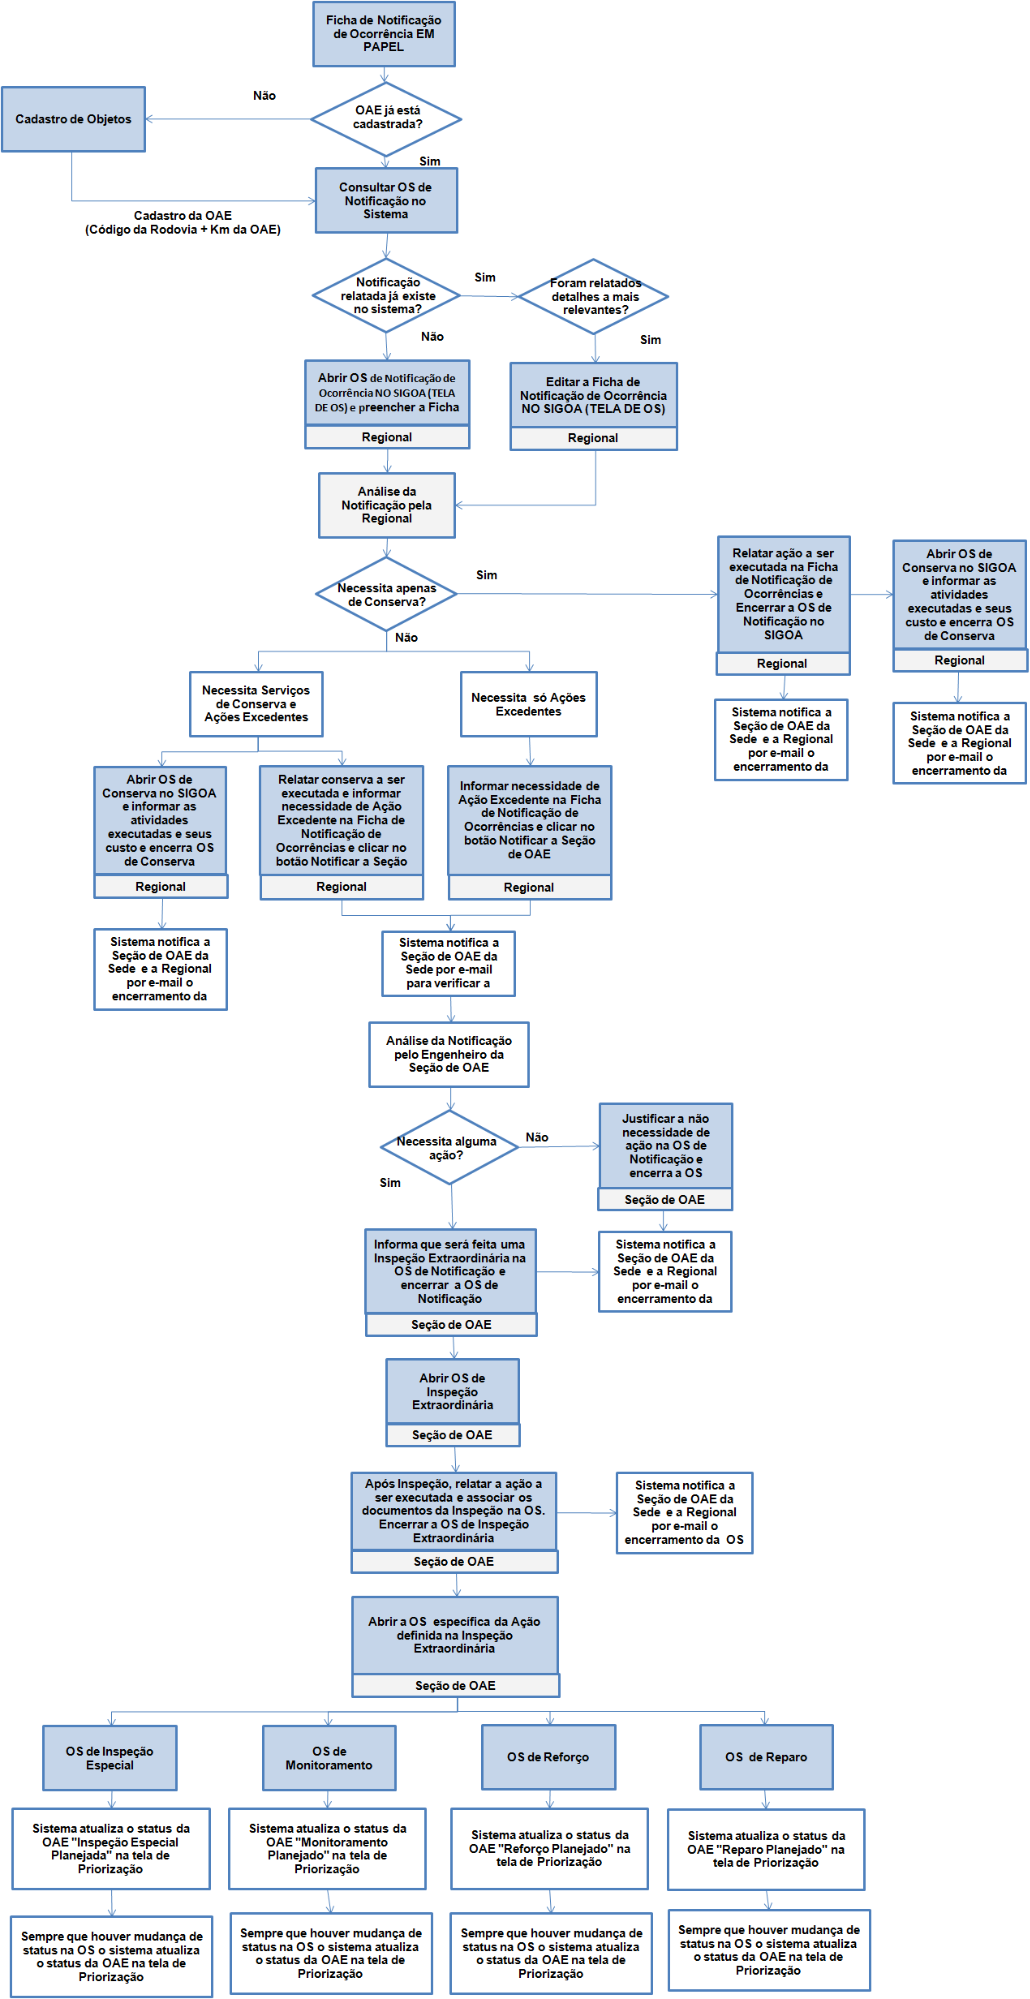 Ficha de Notificação
de Ocorrência EM
PAPEL
Não
OAE já está
cadastrada?
Cadastro de Objetos
Sim
Consultar OS de
Notificação no
Sistema
Cadastro da OAE
(Código da Rodovia + Km da OAE)
Notificação
relatada já existe
no sistema?
Sim
Foram relatados
detalhes a mais
relevantes?
Não
Sim
Abrir OS de Notificação de
Ocorrência NO SIGOA (TELA
DE OS) e preencher a Ficha
Regional
Editar a Ficha de
Notificação de Ocorrência
NO SIGOA (TELA DE OS)
Regional
Análise da
Notificação pela
Regional
Necessita apenas
de Conserva?
Sim
Não
Relatar ação a ser
executada na Ficha
de Notificação de
Ocorrências e
Encerrar a OS de
Notificação no
SIGOA
Regional
Abrir OS de
Conserva no SIGOA
e informar as
atividades
executadas e seus
custo e encerra OS
de Conserva
Regional
Sistema notifica a
Seção de OAE da
Sede e a Regional
por e-mail o
encerramento da
Sistema notifica a
Seção de OAE da
Sede e a Regional
por e-mail o
encerramento da
Necessita Serviços
de Conserva e
Ações Excedentes
Necessita só Ações
Excedentes
Abrir OS de
Conserva no SIGOA
e informar as
atividades
executadas e seus
custo e encerra OS
de Conserva
Regional
Relatar conserva a ser
executada e informar
necessidade de Ação
Excedente na Ficha de
Notificação de
Ocorrências e clicar no
botão Notificar a Seção
Regional
Informar necessidade de
Ação Excedente na Ficha
de Notificação de
Ocorrências e clicar no
botão Notificar a Seção
de OAE
Regional
Sistema notifica a
Seção de OAE da
Sede e a Regional
por e-mail o
encerramento da
Sistema notifica a
Seção de OAE da
Sede por e-mail
para verificar a
Análise da Notificação
pelo Engenheiro da
Seção de OAE
Necessita alguma
ação?
Não
Sim
Justificar a não
necessidade de
ação na OS de
Notificação e
encerra a OS
Seção de OAE
Informa que será feita uma
Inspeção Extraordinária na
OS de Notificação e
encerrar a OS de
Notificação
Seção de OAE
Sistema notifica a
Seção de OAE da
Sede e a Regional
por e-mail o
encerramento da
Abrir OS de
Inspeção
Extraordinária
Seção de OAE
Após Inspeção, relatar a ação a
ser executada e associar os
documentos da Inspeção na OS.
Encerrar a OS de Inspeção
Extraordinária
Seção de OAE
Sistema notifica a
Seção de OAE da
Sede e a Regional
por e-mail o
encerramento da OS
Abrir a OS específica da Ação
definida na Inspeção
Extraordinária
Seção de OAE
OS de Inspeção
Especial
OS de
Monitoramento
OS de Reforço
OS de Reparo
Sistema atualiza o status da
OAE "Inspeção Especial
Planejada" na tela de
Priorização
Sistema atualiza o status da
OAE "Monitoramento
Planejado" na tela de
Priorização
Sistema atualiza o status da
OAE "Reforço Planejado" na
tela de Priorização
Sistema atualiza o status da
OAE "Reparo Planejado" na
tela de Priorização
Sempre que houver mudança de
status na OS o sistema atualiza
o status da OAE na tela de
Priorização
Sempre que houver mudança de
status na OS o sistema atualiza
o status da OAE na tela de
Priorização
Sempre que houver mudança de
status na OS o sistema atualiza
o status da OAE na tela de
Priorização
Sempre que houver mudança de
status na OS o sistema atualiza
o status da OAE na tela de
Priorização